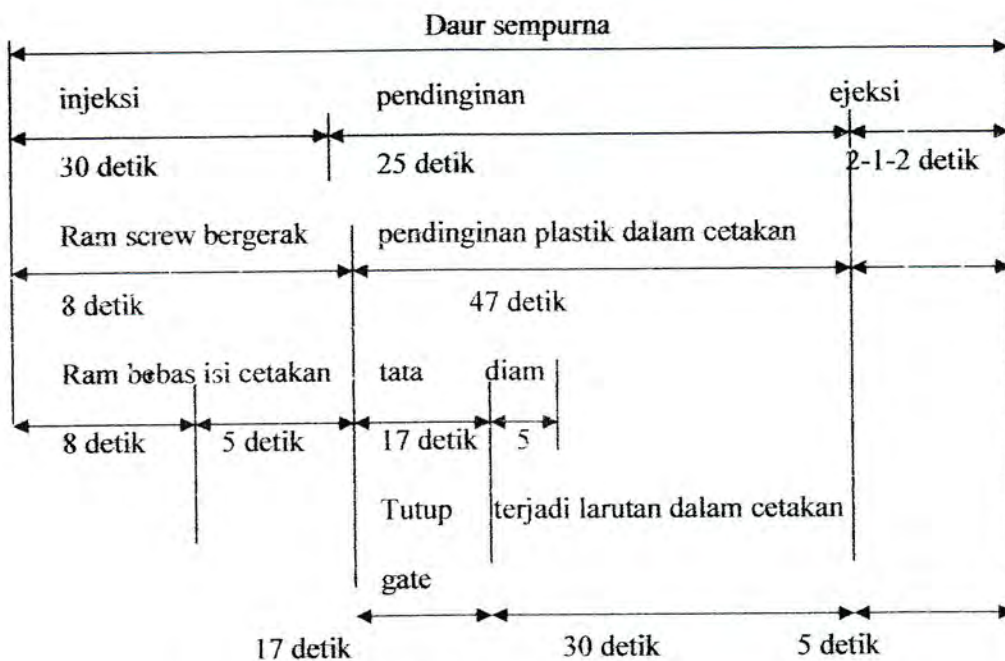 Daur sempurna
injeksi pendinginan ejeksi
30 detik 25 detik 2-1-2 detik
Ram screw bergerak pendinginan plastik dalam cetakan
8 detik 47 detik
Ram bebas isi cetakan tata diam
8 detik 5 detik 17 detik 5
Tutup terjadi larutan dalam cetakan
gate
17 detik 30 detik 5 detik